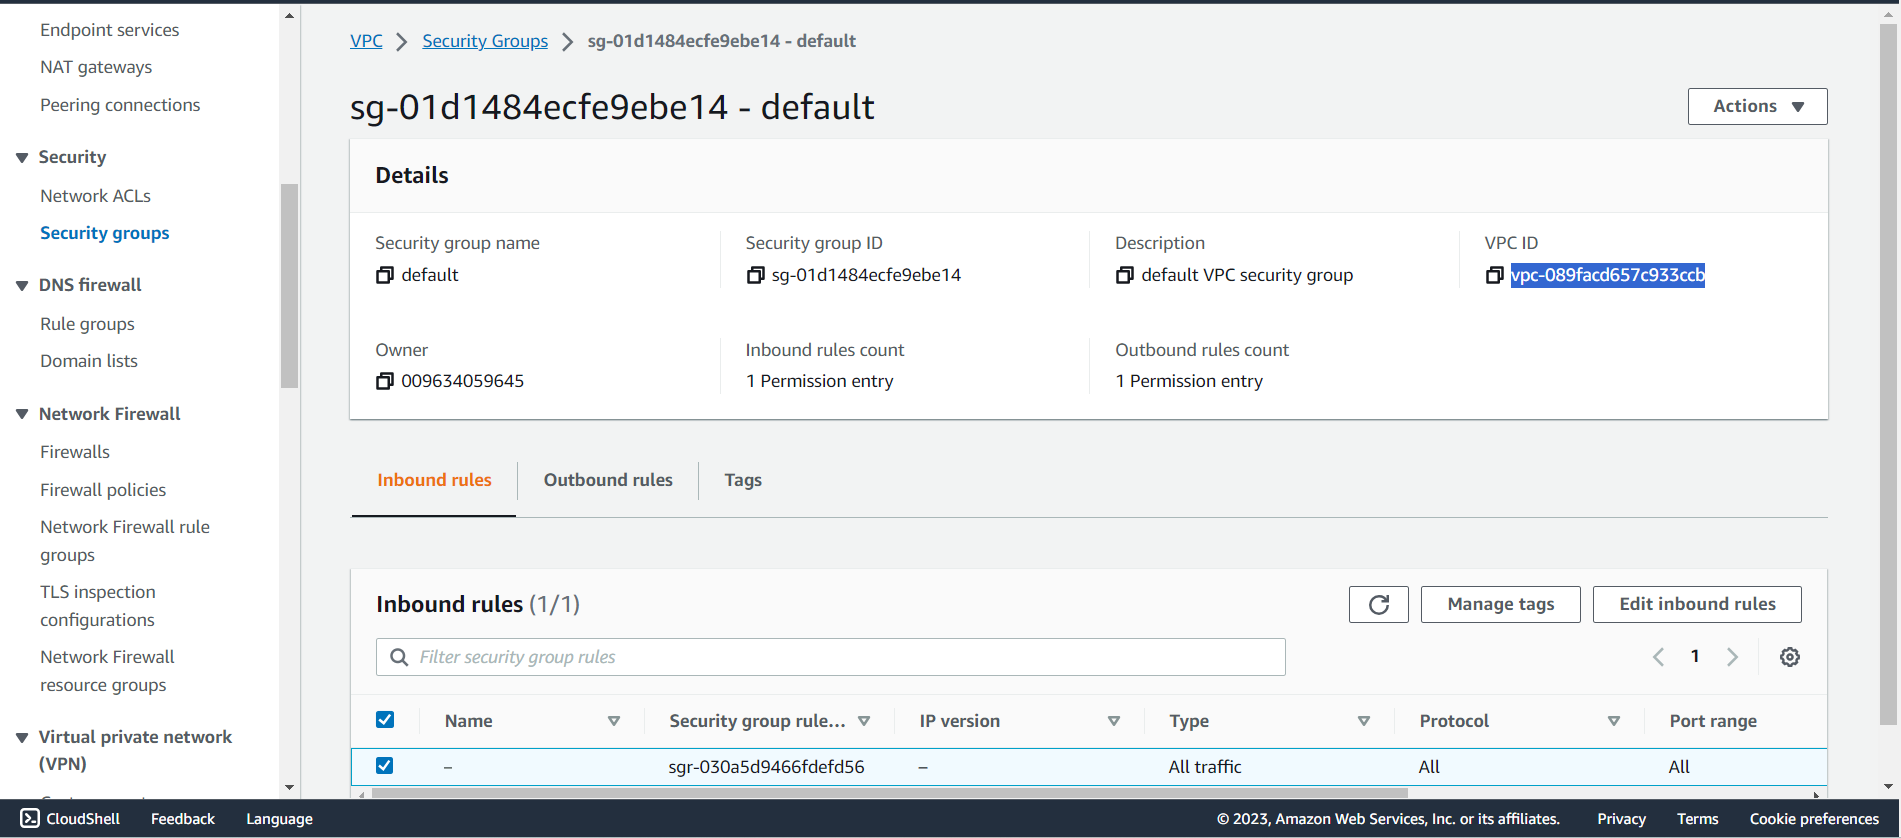 Endpoint services
NAT gateways
Peering connections
Security
Network ACLs
Security groups
DNS firewall
Rule groups
Domain lists
Network Firewall
Firewalls
Firewall policies
Network Firewall rule
groups
TLS inspection
configurations
Network Firewall
resource groups
Virtual private network
(VPN)
VPC > Security Groups > sg-01d1484ecfe9ebe14 - default
sg-01d1484ecfe9ebe14 - default
Actions
Details
Security group name
default
Security group ID
sg-01d1484ecfe9ebe14
Description
default VPC security group
VPC ID
vpc-089facd657c933ccb
Owner
009634059645
Inbound rules count
1 Permission entry
Outbound rules count
1 Permission entry
Inbound rules Outbound rules Tags
Inbound rules (1/1)
Manage tags
Edit inbound rules
Filter security group rules
1
Name Security group rule... IP version Type Protocol Port range
– sgr-030a5d9466fdefd56 – All traffic All All
CloudShell Feedback Language © 2023, Amazon Web Services, Inc. or its affiliates. Privacy Terms Cookie preferences